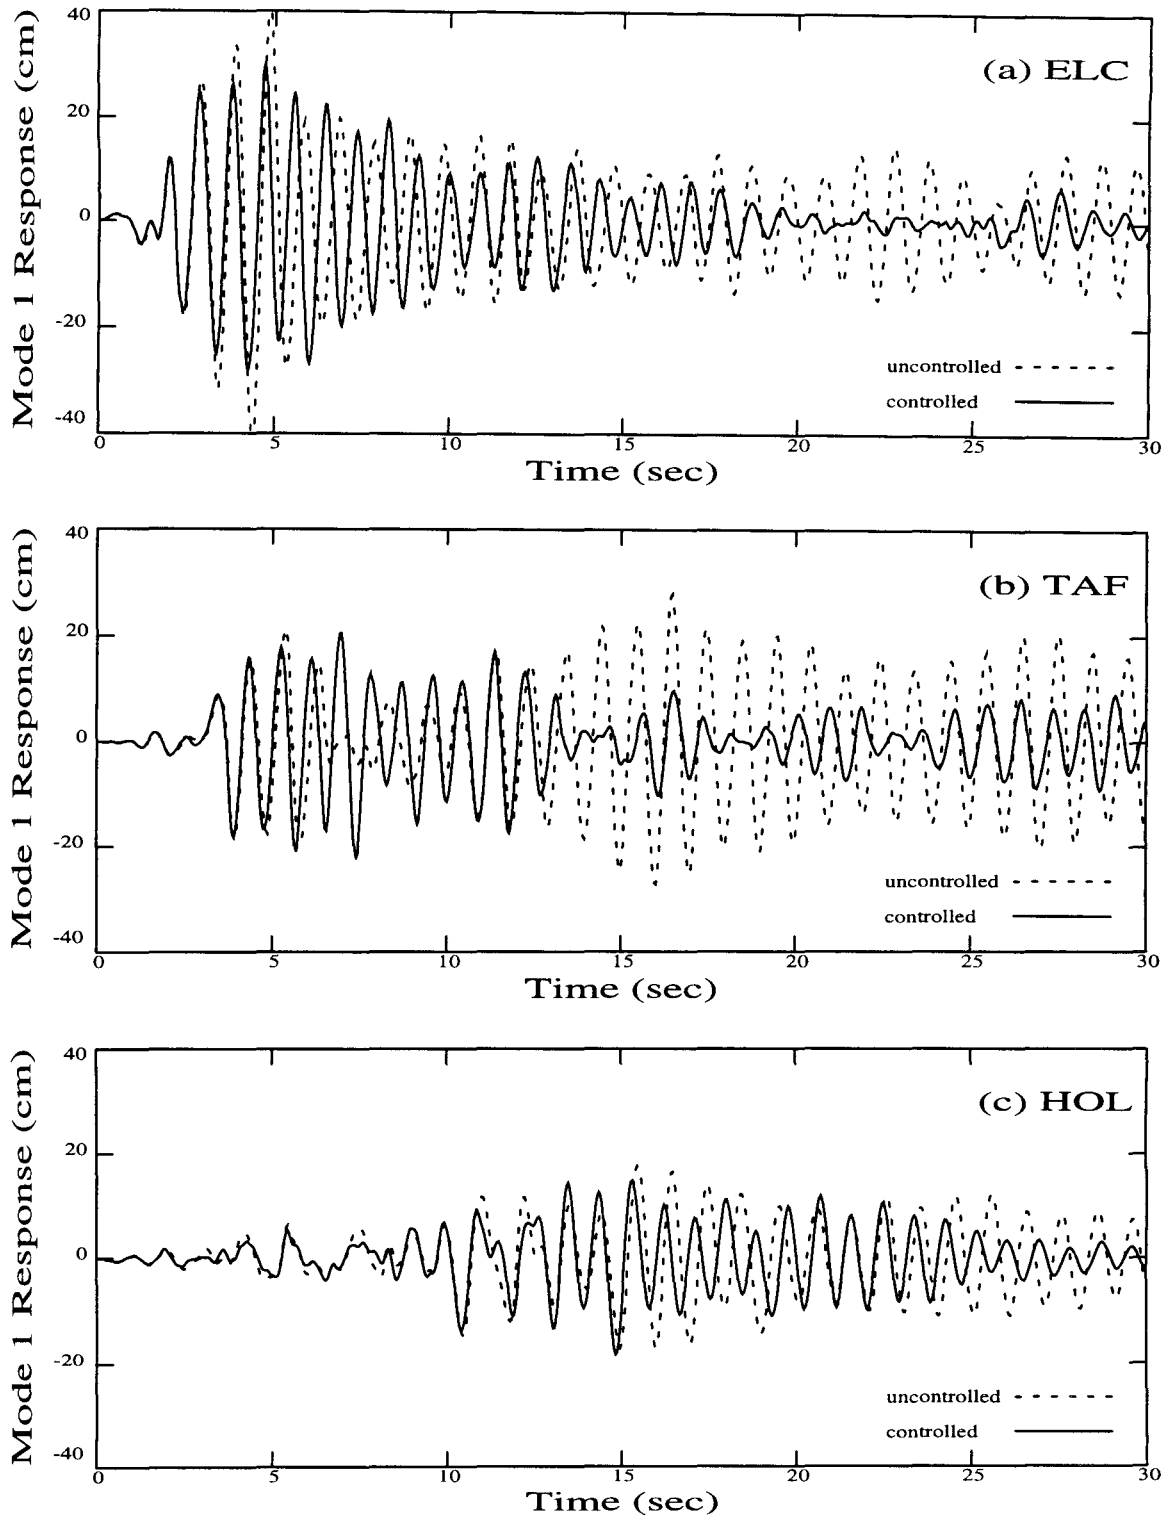 Mode 1 Response (cm)
40
20
0
-20
-40
(a) ELC
uncontrolled
controlled
0 5 10 15 20 25 30
Time (sec)
Mode 1 Response (cm)
40
20
0
-20
-40
(b) TAF
uncontrolled
controlled
0 5 10 15 20 25 30
Time (sec)
Mode 1 Response (cm)
40
20
0
-20
-40
(c) HOL
uncontrolled
controlled
0 5 10 15 20 25 30
Time (sec)